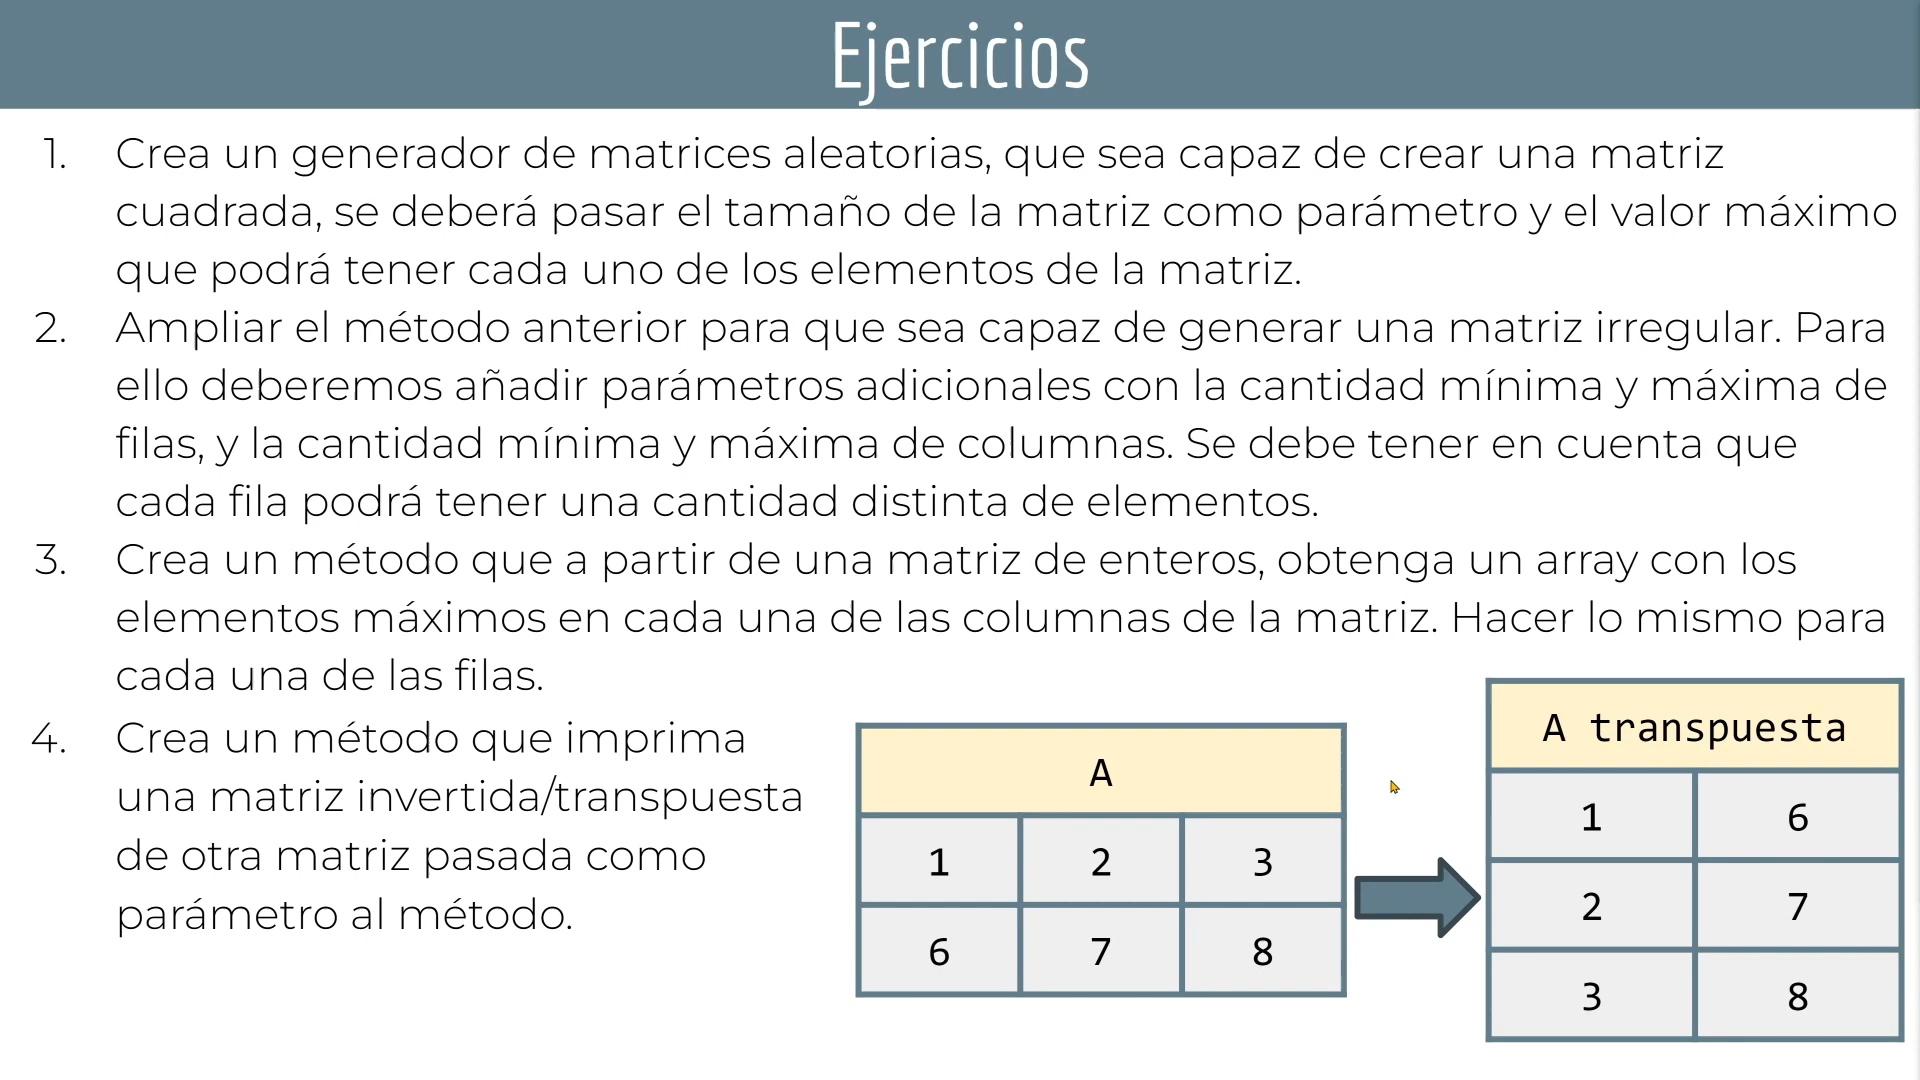 Ejercicios
1. Crea un generador de matrices aleatorias, que sea capaz de crear una matriz
cuadrada, se deberá pasar el tamaño de la matriz como parámetro y el valor máximo
que podrá tener cada uno de los elementos de la matriz.
2. Ampliar el método anterior para que sea capaz de generar una matriz irregular. Para
ello deberemos añadir parámetros adicionales con la cantidad mínima y máxima de
filas, y la cantidad mínima y máxima de columnas. Se debe tener en cuenta que
cada fila podrá tener una cantidad distinta de elementos.
3. Crea un método que a partir de una matriz de enteros, obtenga un array con los
elementos máximos en cada una de las columnas de la matriz. Hacer lo mismo para
cada una de las filas.
4. Crea un método que imprima
una matriz invertida/transpuesta
de otra matriz pasada como
parámetro al método.
A
1 2 3
6 7 8
A transpuesta
1 6
2 7
3 8